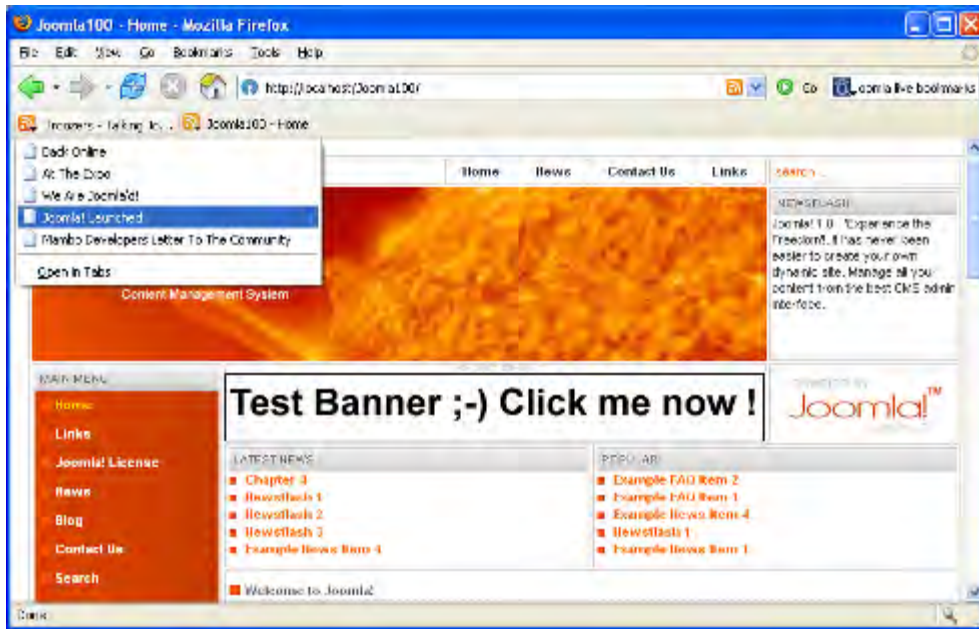 Joomla100 - Home - Mozilla Firefox
File Edit View Go Bookmarks Tools Help
http://localhost/Joomla100/
Go
Joomla live bookmarks
Talking
Joomla100 - Home
Back Online
At The Expo
We Are Joomla'd!
Joomla! Launched
Mambo Developers Letter To The Community
Open in Tabs
Home News Contact Us Links
search...
Content Management System
NEWSFLASH
Joomla! 1.0 - 'Experience the
Freedom!'. It has never been
easier to create your own
dynamic site. Manage all your
content from the best CMS admin
interface.
MAIN MENU
Home
Links
Joomla! License
News
Blog
Contact Us
Search
Test Banner ;-) Click me now !
POWERED BY
Joomla!™
LATEST NEWS
Chapter 4
Newsflash 1
Newsflash 2
Newsflash 3
Example News Item 4
POPULAR
Example FAQ Item 2
Example FAQ Item 1
Example News Item 4
Newsflash 1
Example News Item 1
Welcome to Joomla!
Done